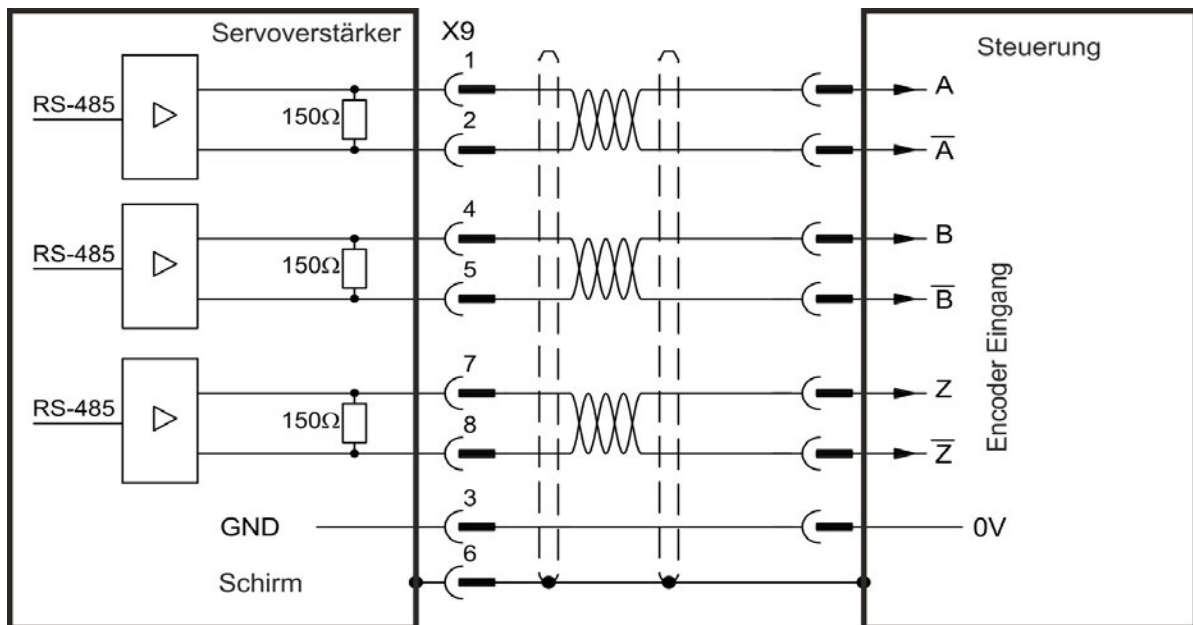 Servoverstärker
X9
Steuerung
1
A
RS-485
150Ω
2
A̅
4
B
RS-485
150Ω
5
B̅
Encoder Eingang
7
Z
RS-485
150Ω
8
Z̅
3
GND
0V
6
Schirm